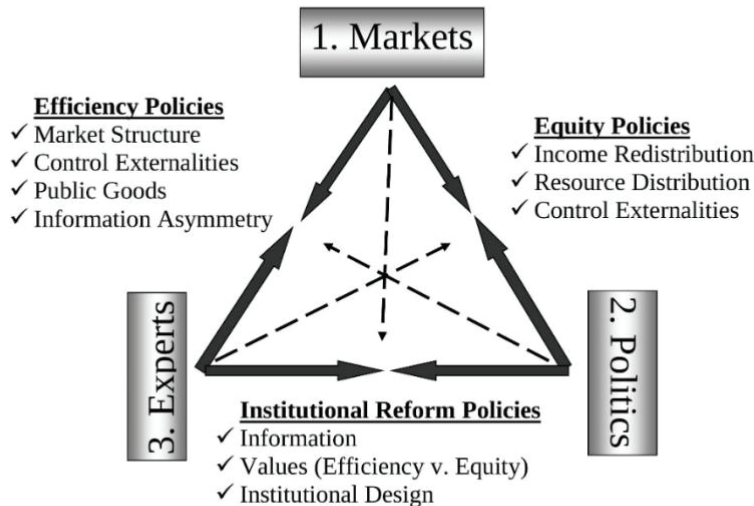 1. Markets
Efficiency Policies
✓ Market Structure
✓ Control Externalities
✓ Public Goods
✓ Information Asymmetry
Equity Policies
✓ Income Redistribution
✓ Resource Distribution
✓ Control Externalities
3. Experts
2. Politics
Institutional Reform Policies
✓ Information
✓ Values (Efficiency v. Equity)
✓ Institutional Design